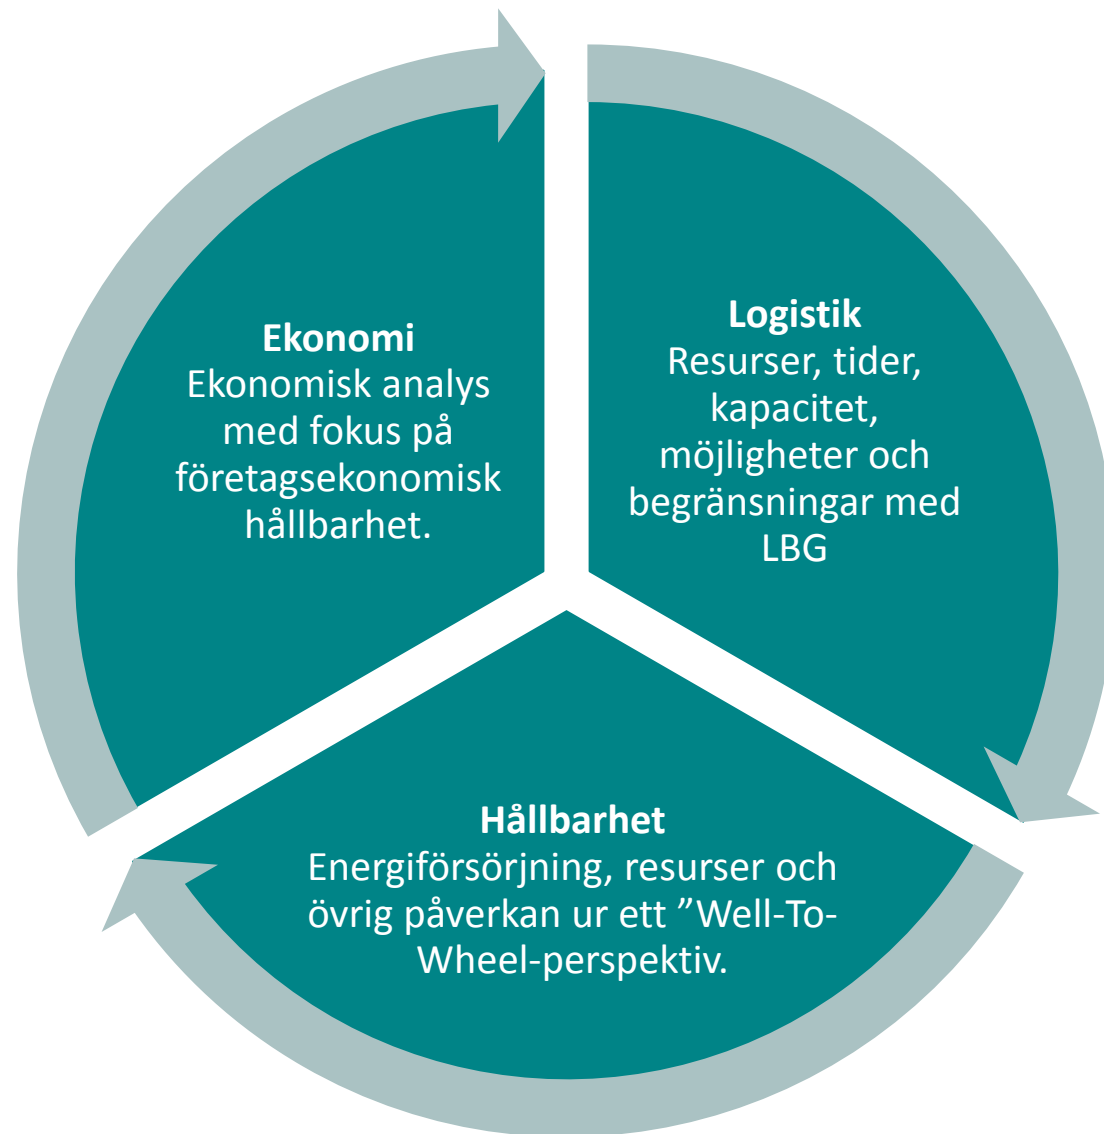 Ekonomi
Ekonomisk analys
med fokus på
företagsekonomisk
hållbarhet.
Logistik
Resurser, tider,
kapacitet,
möjligheter och
begränsningar med
LBG
Hållbarhet
Energiförsörjning, resurser och
övrig påverkan ur ett ”Well-To-
Wheel-perspektiv.